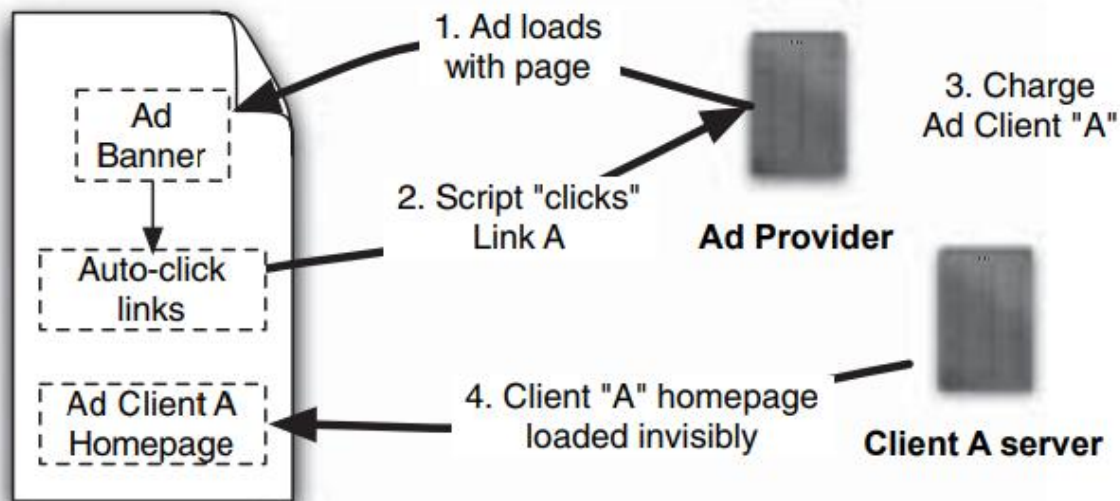 1. Ad loads
with page
3. Charge
Ad Client "A"
Ad
Banner
2. Script "clicks"
Link A
Ad Provider
Auto-click
links
Ad Client A
Homepage
4. Client "A" homepage
loaded invisibly
Client A server